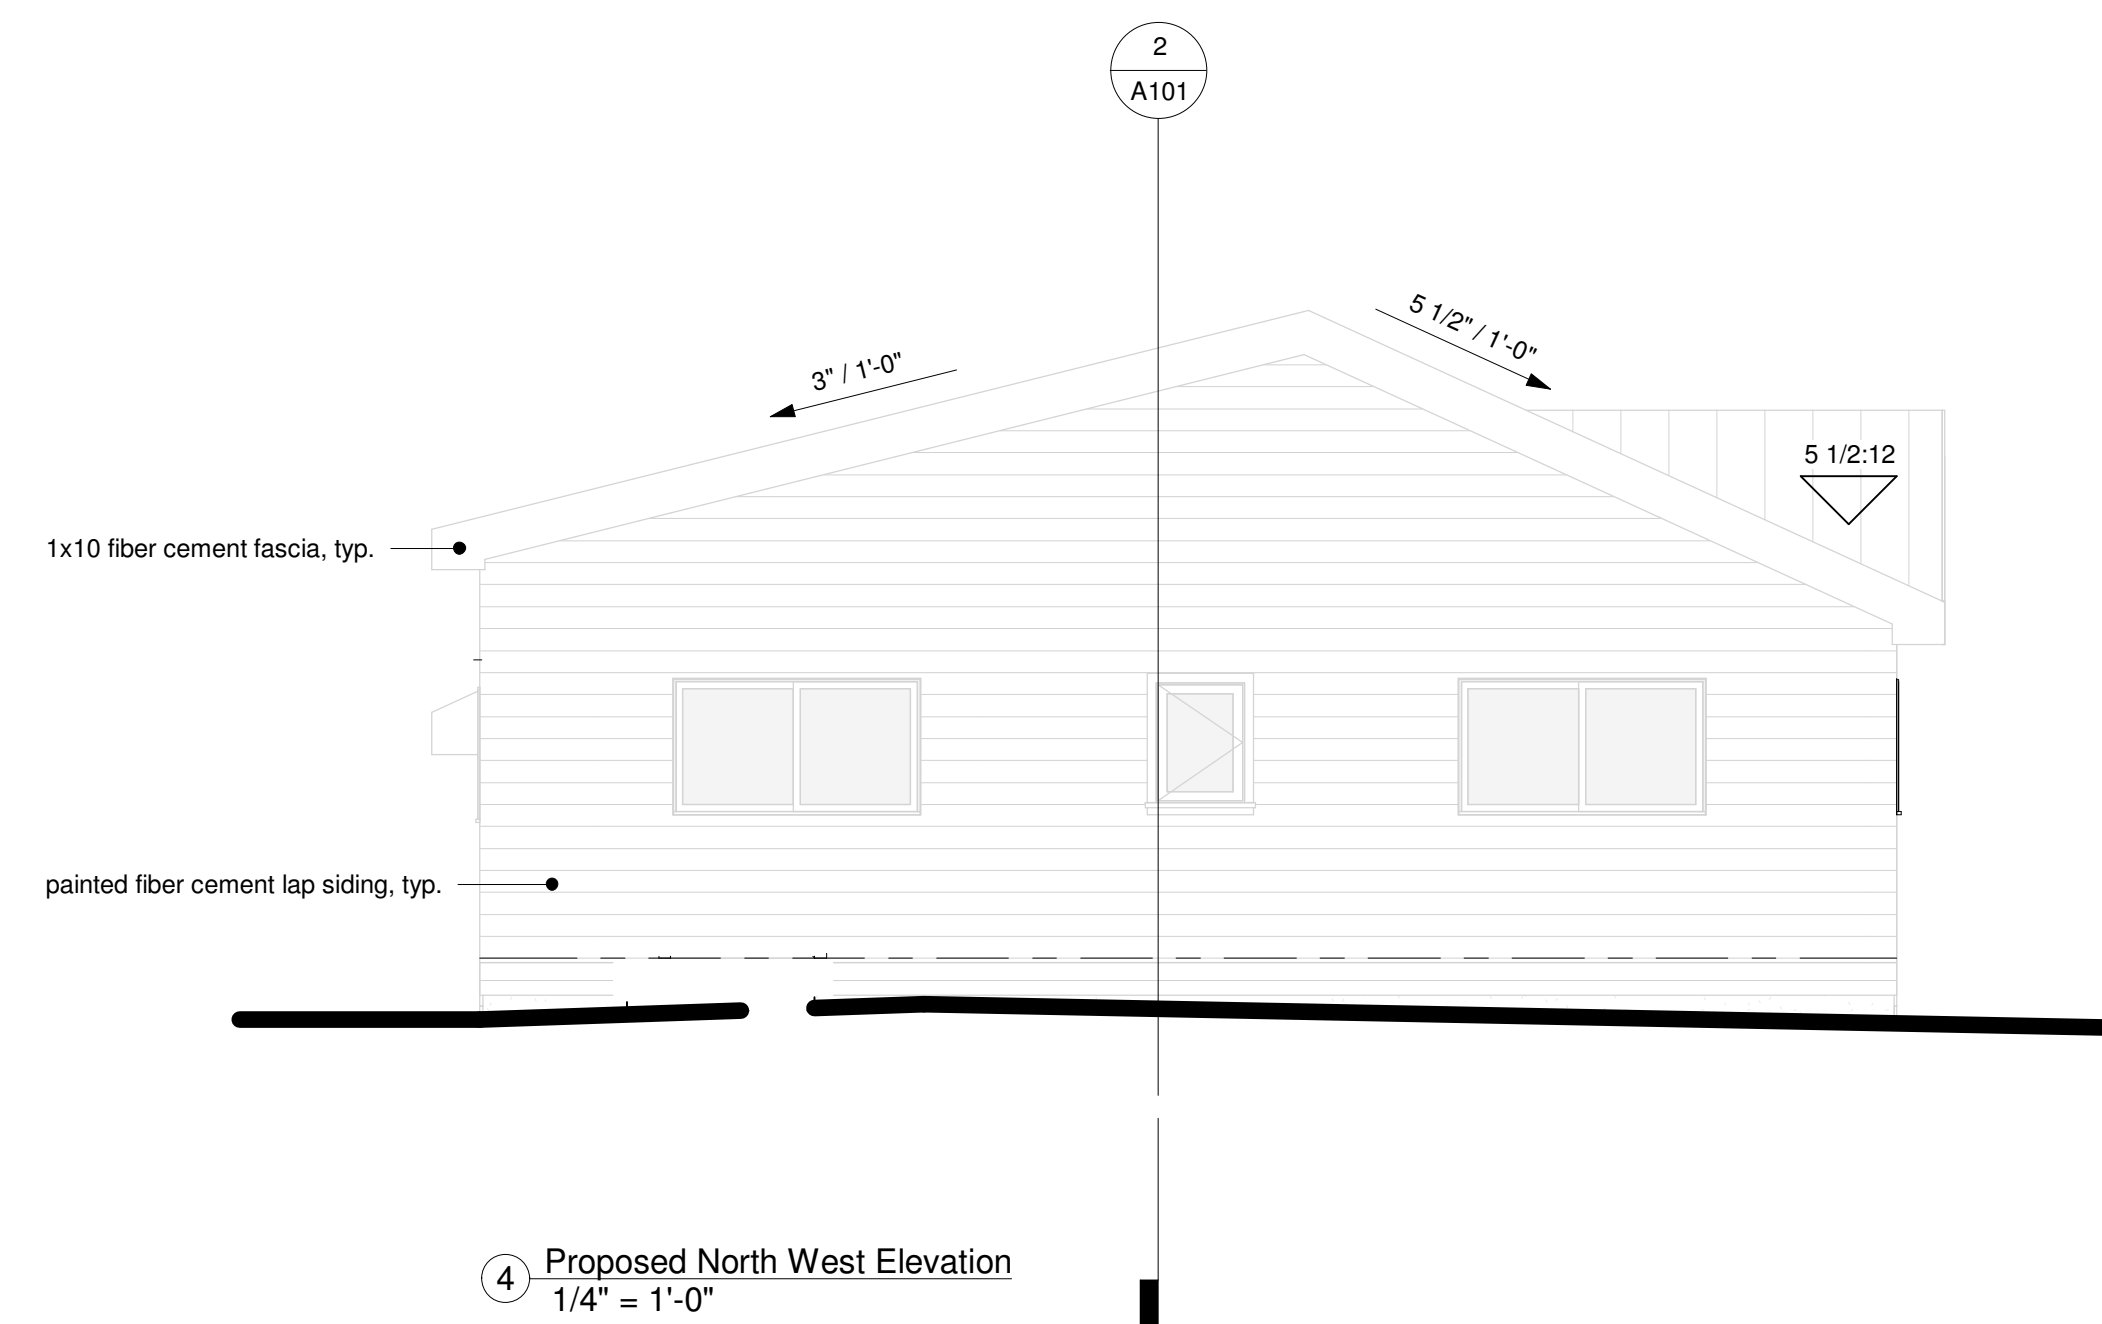 2
A101
3" / 1'-0"
5 1/2" / 1'-0"
5 1/2:12
1x10 fiber cement fascia, typ.
painted fiber cement lap siding, typ.
4
Proposed North West Elevation
1/4" = 1'-0"